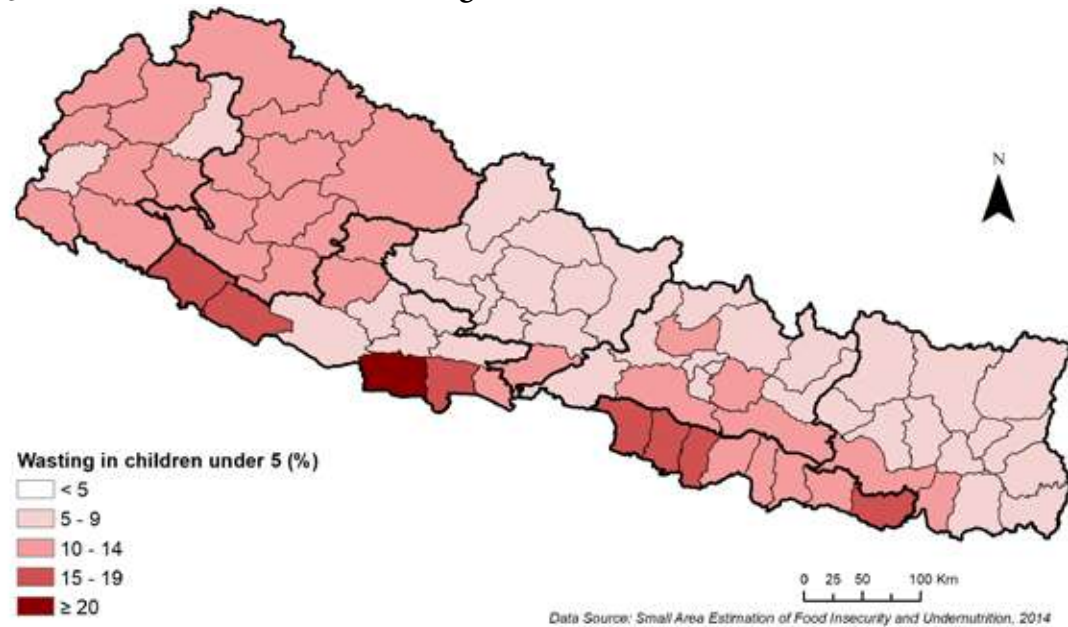 N
Wasting in children under 5 (%)
< 5
5 - 9
10 - 14
15 - 19
≥ 20
0 25 50 100 Km
Data Source: Small Area Estimation of Food Insecurity and Undernutrition, 2014